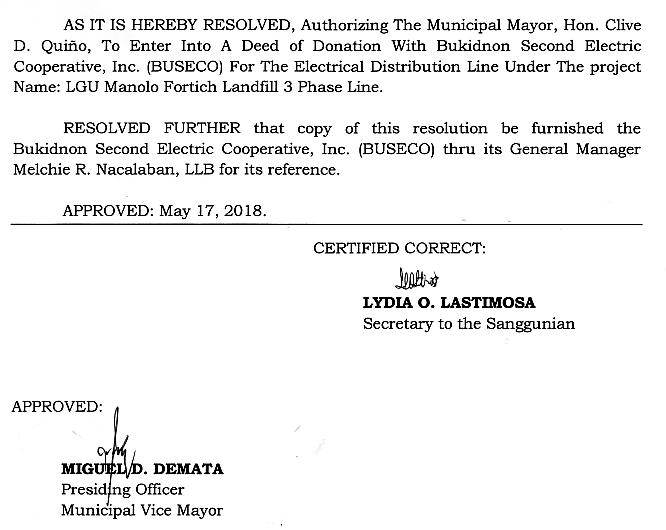 AS IT IS HEREBY RESOLVED, Authorizing The Municipal Mayor, Hon. Clive
D. Quiño, To Enter Into A Deed of Donation With Bukidnon Second Electric
Cooperative, Inc. (BUSECO) For The Electrical Distribution Line Under The project
Name: LGU Manolo Fortich Landfill 3 Phase Line.
RESOLVED FURTHER that copy of this resolution be furnished the
Bukidnon Second Electric Cooperative, Inc. (BUSECO) thru its General Manager
Melchie R. Nacalaban, LLB for its reference.
APPROVED: May 17, 2018.
CERTIFIED CORRECT:
LYDIA O. LASTIMOSA
Secretary to the Sanggunian
APPROVED:
MIGUEL D. DEMATA
Presiding Officer
Municipal Vice Mayor